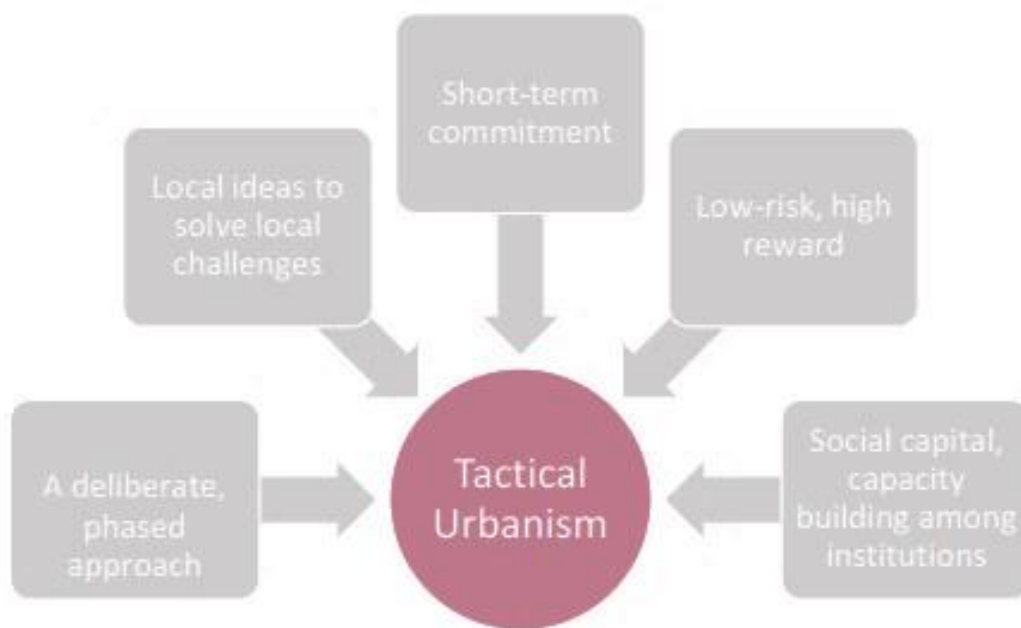 Short-term
commitment
Local ideas to
solve local
challenges
Low-risk, high
reward
A deliberate,
phased
approach
Tactical
Urbanism
Social capital,
capacity
building among
institutions